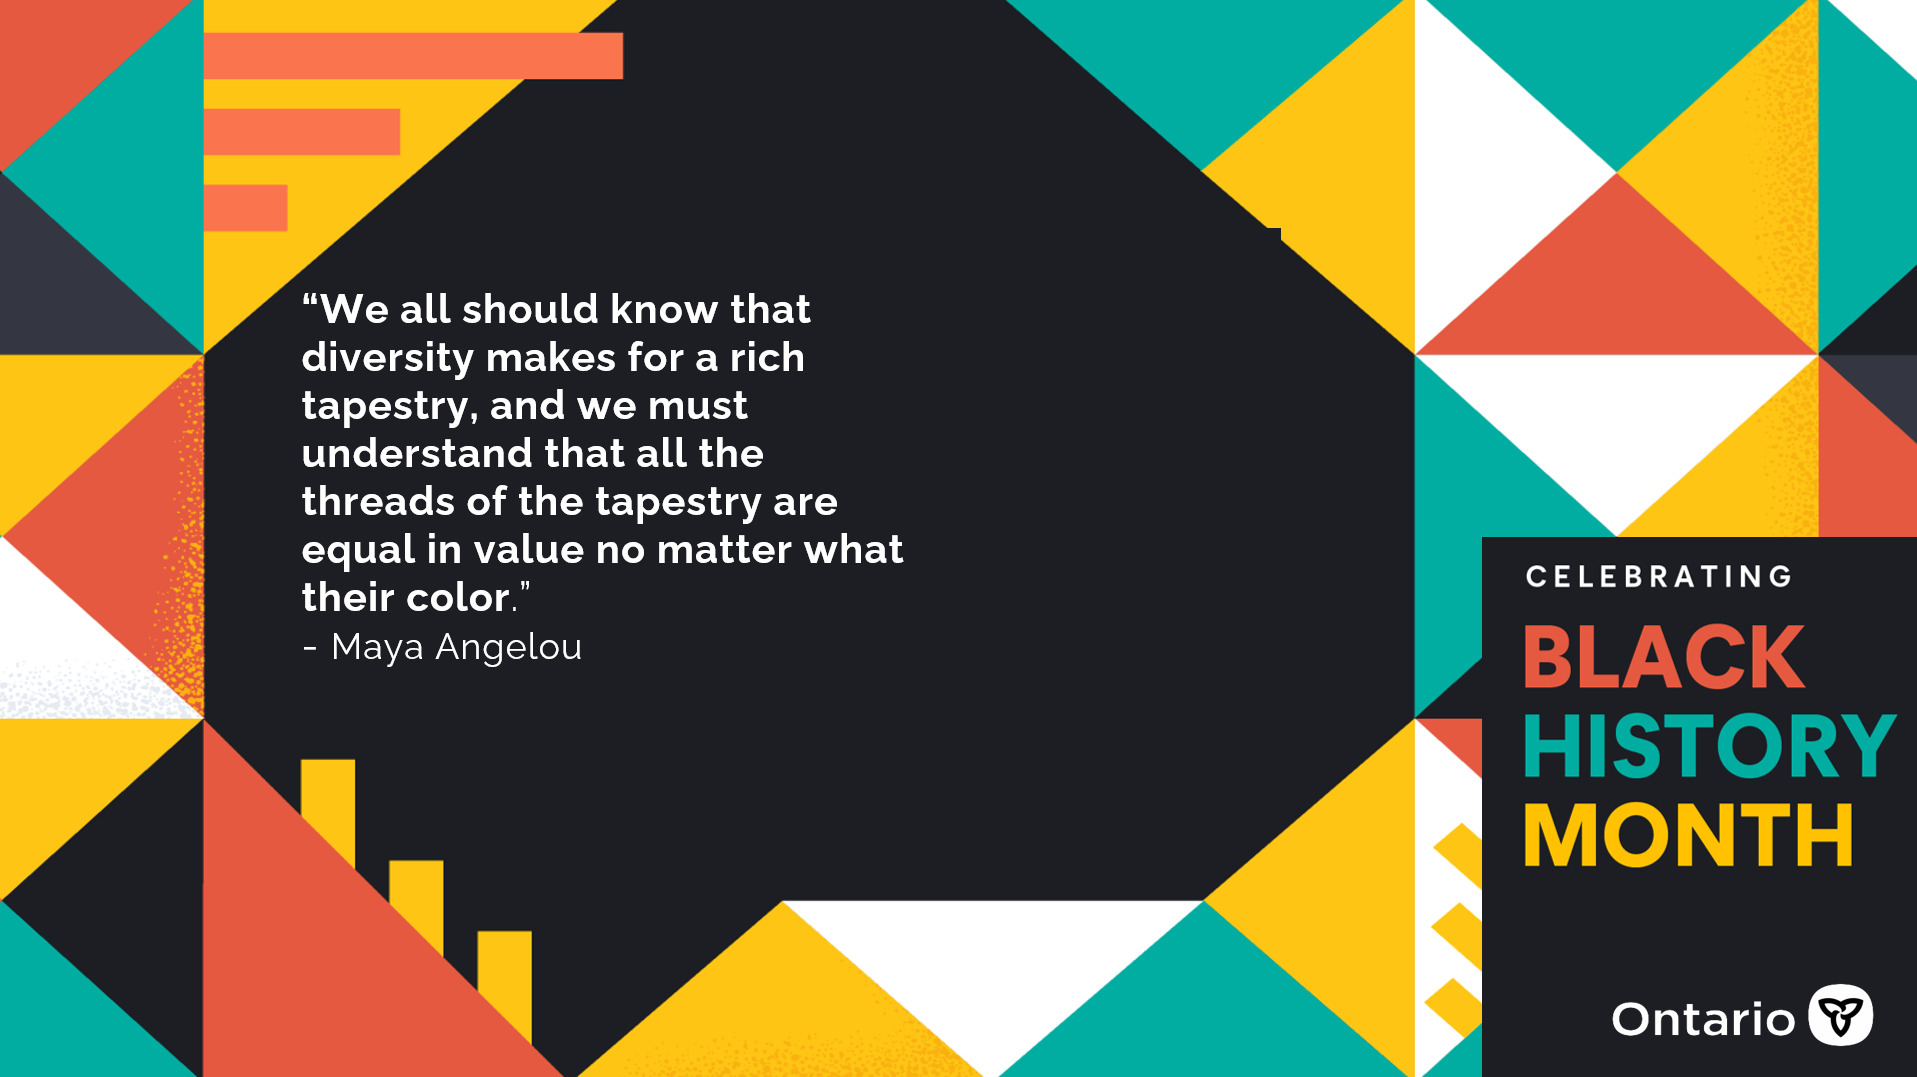 “We all should know that
diversity makes for a rich
tapestry, and we must
understand that all the
threads of the tapestry are
equal in value no matter what
their color.”
- Maya Angelou
CELEBRATING
BLACK
HISTORY
MONTH
Ontario